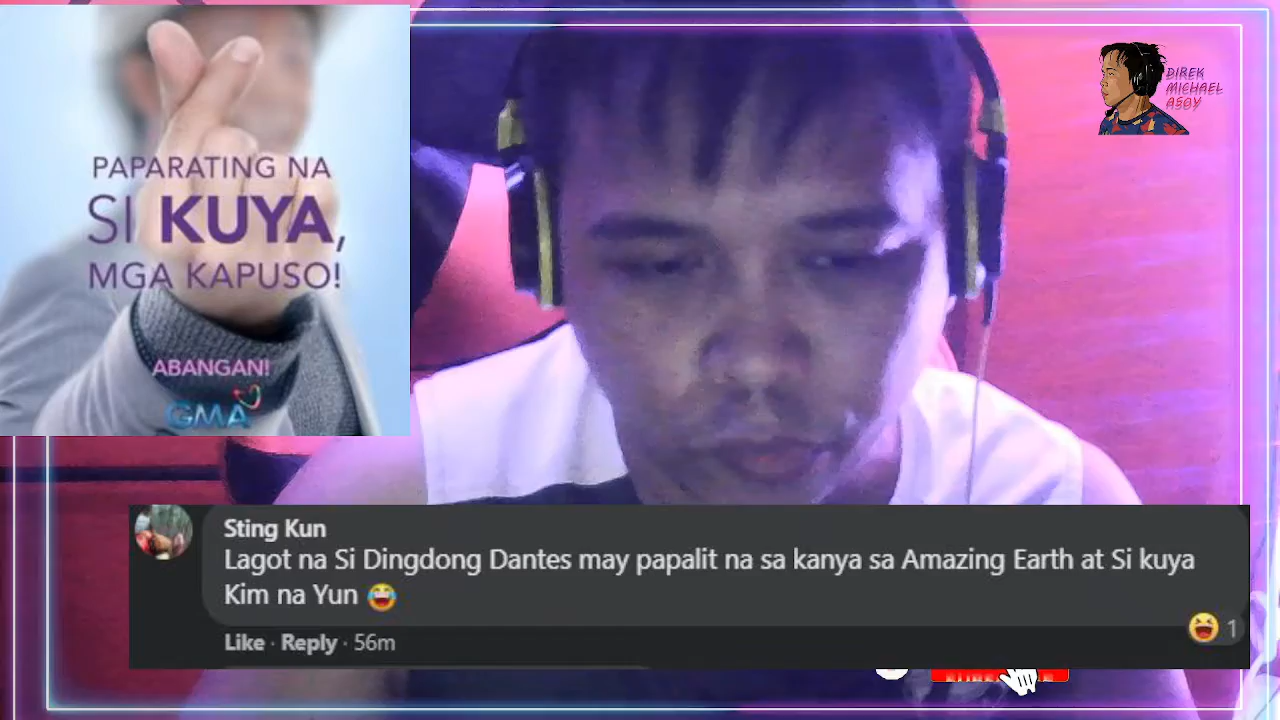 PAPARATING NA
SI KUYA,
MGA KAPUSO!
ABANGAN!
GMA
DIREK
MICHAEL
ASOY
Sting Kun
Lagot na Si Dingdong Dantes may papalit na sa kanya sa Amazing Earth at Si kuya
Kim na Yun
Like · Reply · 56m
1